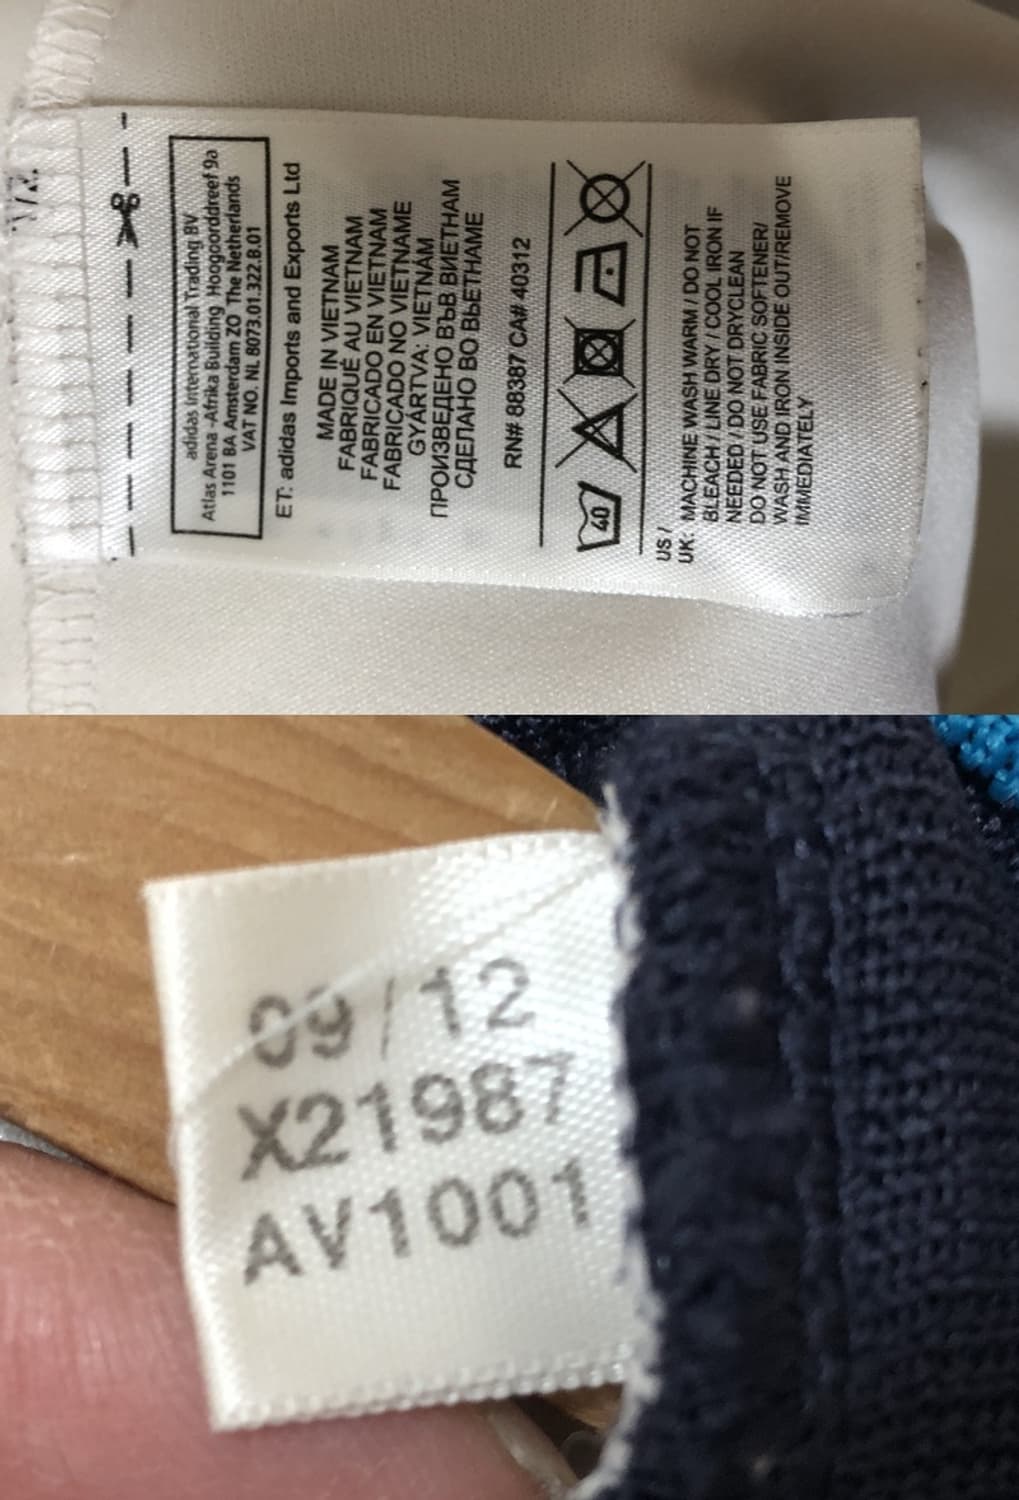 adidas International Trading BV
Atlas Arena -Afrika Building, Hoogoorddreef 9a
1101 BA Amsterdam ZO The Netherlands
VAT NO. NL 8073.01.322.B.01
ET: adidas Imports and Exports Ltd
MADE IN VIETNAM
FABRIQUÉ AU VIETNAM
FABRICADO EN VIETNAM
FABRICADO NO VIETNAME
GYÁRTVA: VIETNÁM
ПРОИЗВЕДЕНО ВЪВ ВИЕТНАМ
СДЕЛАНО ВО ВЬЕТНАМЕ
RN# 88387 CA# 40312
40
US /
UK: MACHINE WASH WARM / DO NOT
BLEACH / LINE DRY / COOL IRON IF
NEEDED / DO NOT DRYCLEAN
DO NOT USE FABRIC SOFTENER/
WASH AND IRON INSIDE OUT/REMOVE
IMMEDIATELY
09/12
X21987
AV1001